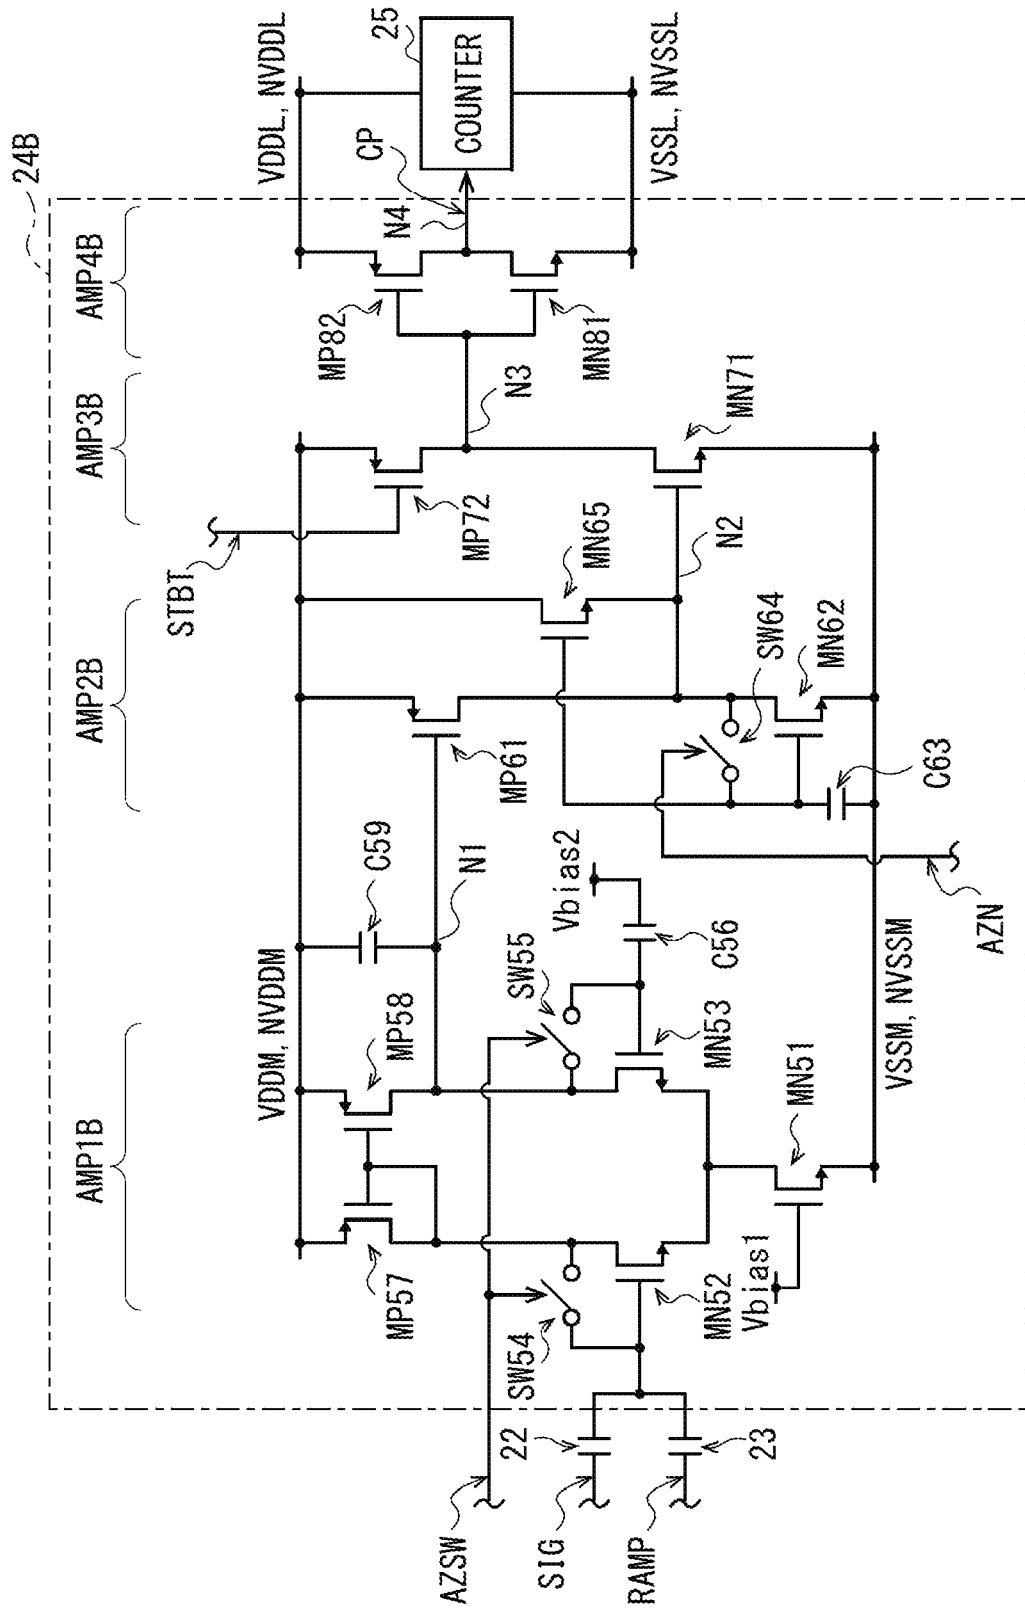 24B
AMP1B
AMP2B
AMP3B
AMP4B
STBT
VDDM, NVDDM
VDDL, NVDDL
MP57
MP58
C59
MP61
MP72
MP82
25
COUNTER
CP
N4
N1
N3
MN65
MN81
AZSW
SW54
SW55
Vbias2
N2
MN71
SIG
22
MN52
MN53
C56
SW64
MN62
VSSL, NVSSL
RAMP
23
Vbias1
MN51
C63
VSSM, NVSSM
AZN